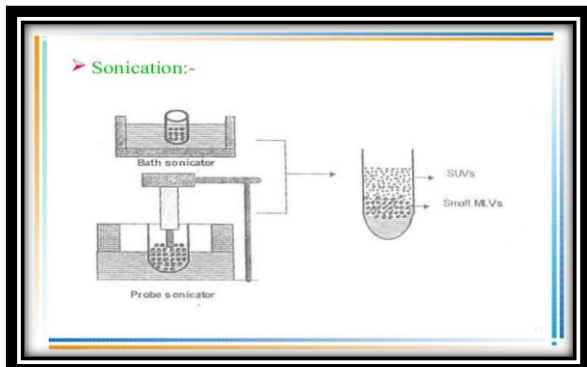 ➢ Sonication:-
Bath sonicator
SUVs
Small MLVs
Probe sonicator